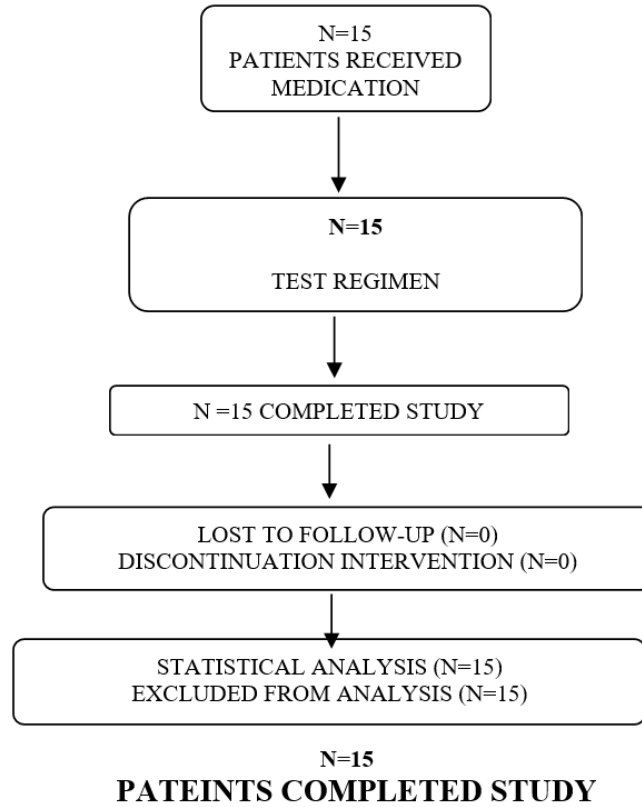 N=15
PATIENTS RECEIVED
MEDICATION
N=15
TEST REGIMEN
N =15 COMPLETED STUDY
LOST TO FOLLOW-UP (N=0)
DISCONTINUATION INTERVENTION (N=0)
STATISTICAL ANALYSIS (N=15)
EXCLUDED FROM ANALYSIS (N=15)
N=15
PATEINTS COMPLETED STUDY